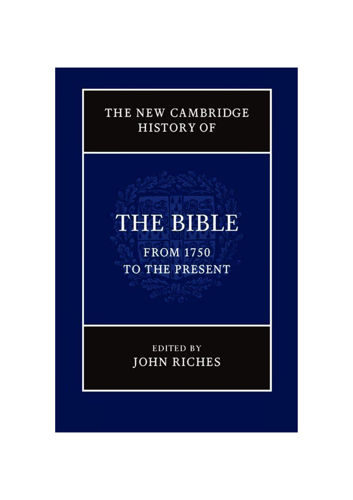 THE NEW CAMBRIDGE
HISTORY OF
THE BIBLE
FROM 1750
TO THE PRESENT
EDITED BY
JOHN RICHES